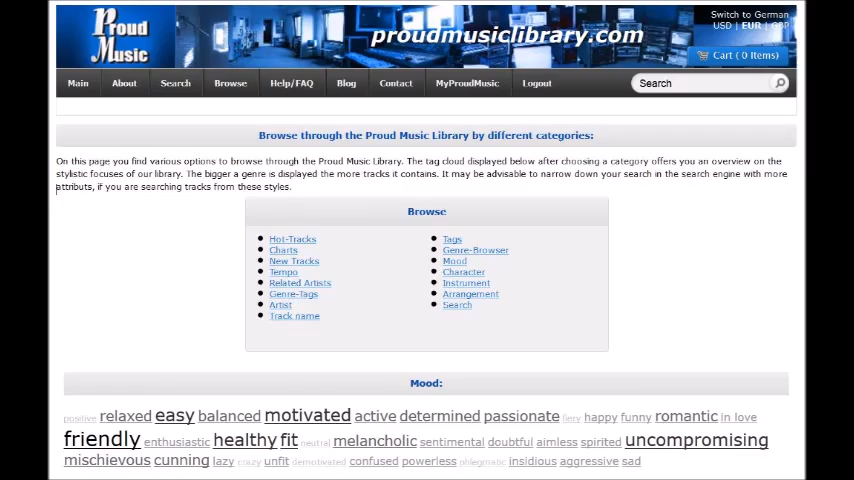 Proud
Music
proudmusiclibrary.com
Switch to German
USD | EUR | GBP
Cart ( 0 Items)
Main About Search Browse Help/FAQ Blog Contact MyProudMusic Logout Search
Browse through the Proud Music Library by different categories:
On this page you find various options to browse through the Proud Music Library. The tag cloud displayed below after choosing a category offers you an overview on the
stylistic focuses of our library. The bigger a genre is displayed the more tracks it contains. It may be advisable to narrow down your search in the search engine with more
attributs, if you are searching tracks from these styles.
Browse
Hot-Tracks
Charts
New Tracks
Tempo
Related Artists
Genre-Tags
Artist
Track name
Tags
Genre-Browser
Mood
Character
Instrument
Arrangement
Search
Mood:
positive relaxed easy balanced motivated active determined passionate fiery happy funny romantic in love
friendly enthusiastic healthy fit neutral melancholic sentimental doubtful aimless spirited uncompromising
mischievous cunning lazy crazy unfit demotivated confused powerless phlegmatic insidious aggressive sad